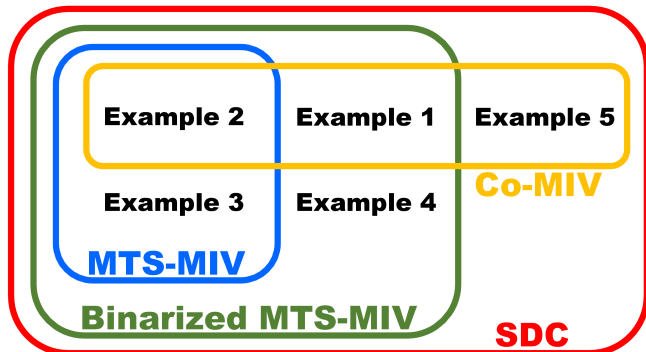 Example 2
Example 1
Example 5
Co-MIV
Example 3
Example 4
MTS-MIV
Binarized MTS-MIV
SDC